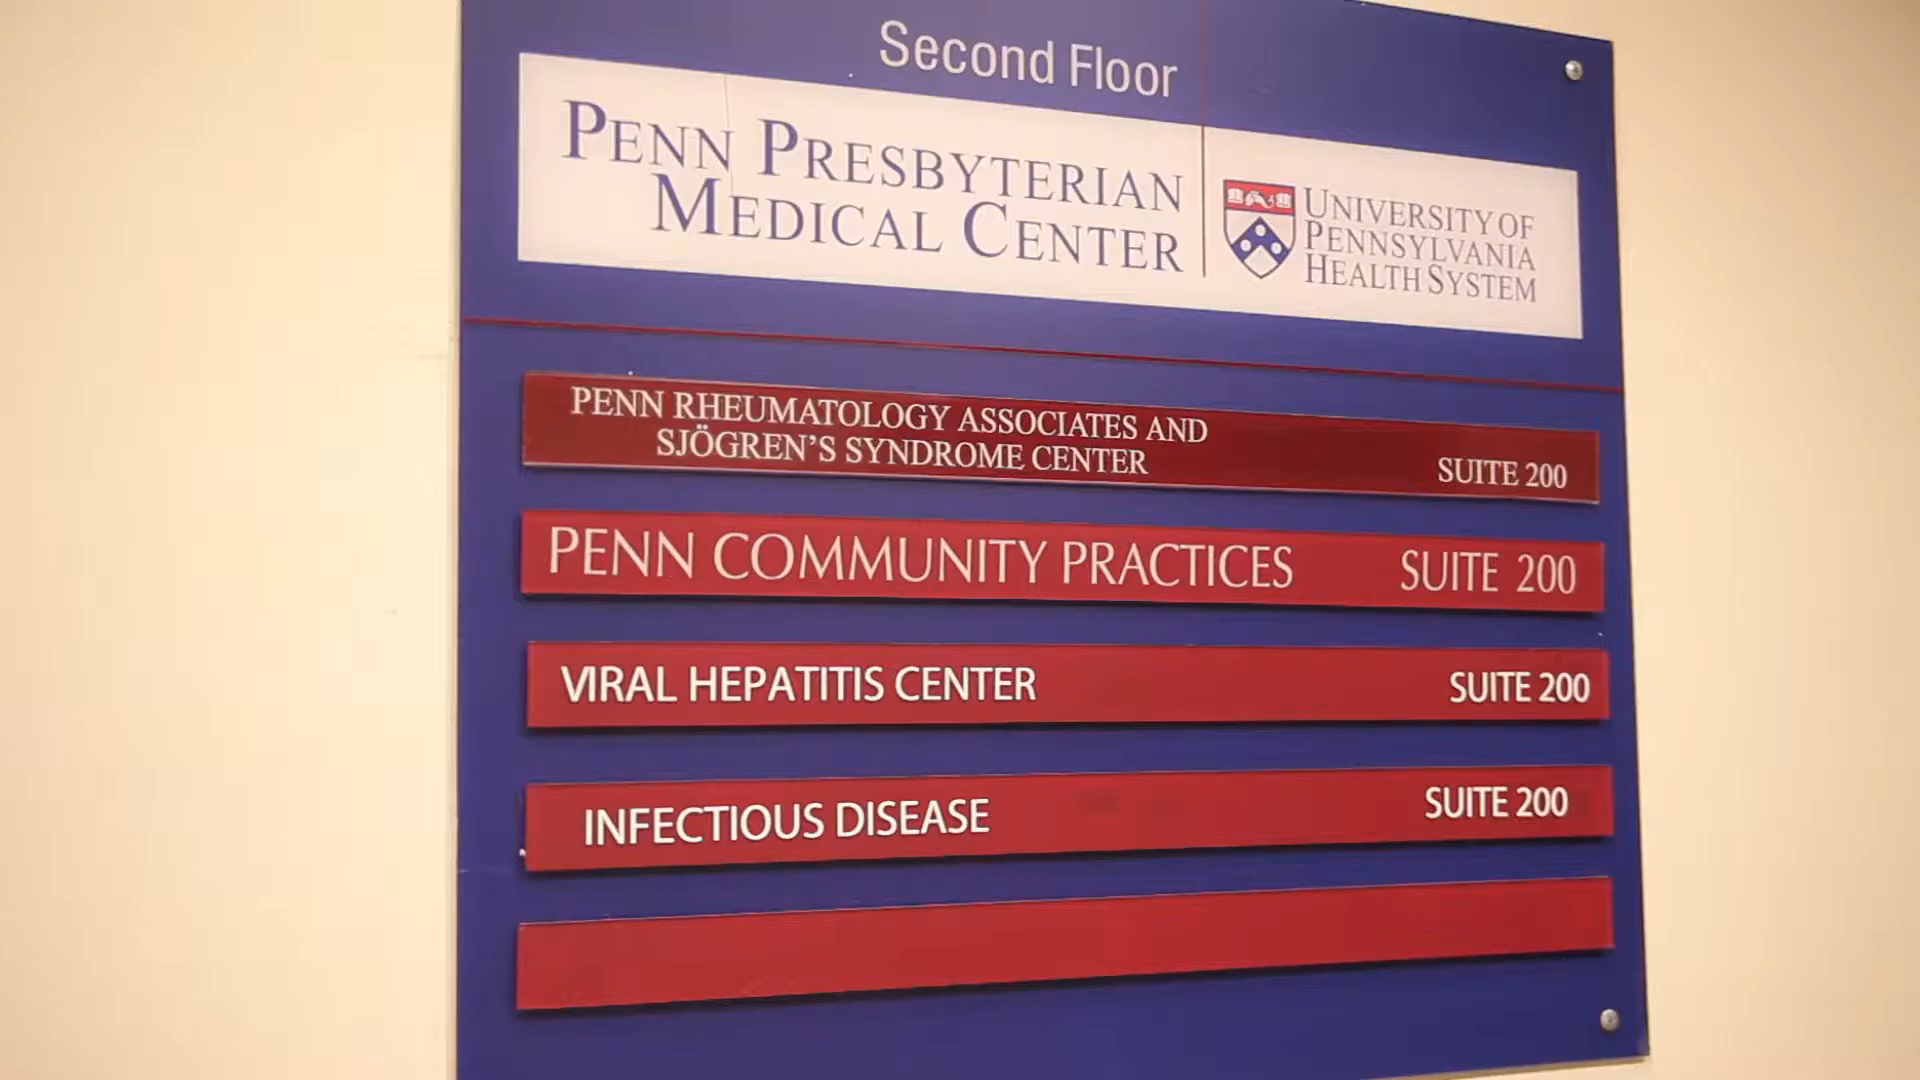 Second Floor
PENN PRESBYTERIAN
MEDICAL CENTER
UNIVERSITY OF
PENNSYLVANIA
HEALTH SYSTEM
PENN RHEUMATOLOGY ASSOCIATES AND
SJÖGREN'S SYNDROME CENTER SUITE 200
PENN COMMUNITY PRACTICES SUITE 200
VIRAL HEPATITIS CENTER SUITE 200
INFECTIOUS DISEASE SUITE 200